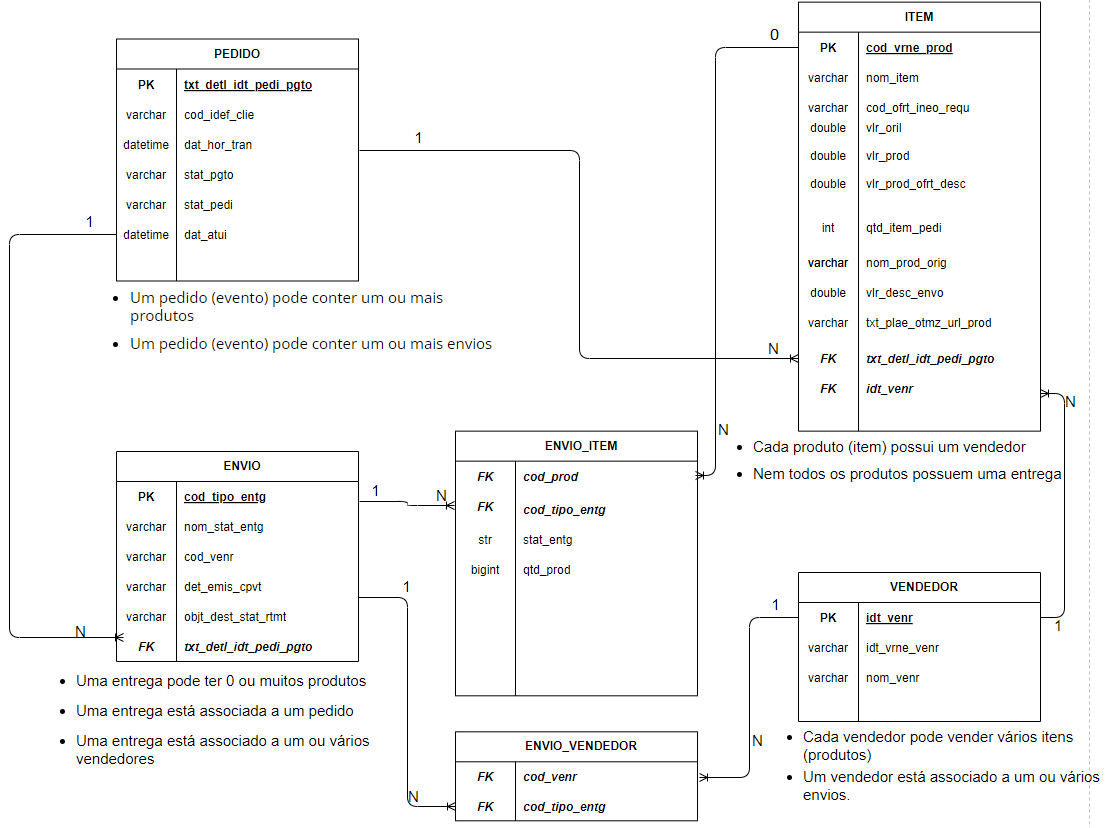 PEDIDO
PK txt_detl_idt_pedi_pgto
varchar cod_idef_clie
datetime dat_hor_tran
varchar stat_pgto
varchar stat_pedi
datetime dat_atui
1
1
• Um pedido (evento) pode conter um ou mais
produtos
• Um pedido (evento) pode conter um ou mais envios
ITEM
0
PK cod_vrne_prod
varchar nom_item
varchar cod_ofrt_ineo_requ
double vlr_oril
double vlr_prod
double vlr_prod_ofrt_desc
int qtd_item_pedi
varchar nom_prod_orig
double vlr_desc_envo
varchar txt_plae_otmz_url_prod
N
FK txt_detl_idt_pedi_pgto
FK idt_venr
N
N
• Cada produto (item) possui um vendedor
• Nem todos os produtos possuem uma entrega
ENVIO
PK cod_tipo_entg
varchar nom_stat_entg
varchar cod_venr
varchar det_emis_cpvt
varchar objt_dest_stat_rtmt
N
FK txt_detl_idt_pedi_pgto
1
N
1
• Uma entrega pode ter 0 ou muitos produtos
• Uma entrega está associada a um pedido
• Uma entrega está associado a um ou vários
vendedores
ENVIO_ITEM
FK cod_prod
FK cod_tipo_entg
str stat_entg
bigint qtd_prod
VENDEDOR
1
PK idt_venr
1
varchar idt_vrne_venr
varchar nom_venr
ENVIO_VENDEDOR
N
FK cod_venr
N
FK cod_tipo_entg
• Cada vendedor pode vender vários itens
(produtos)
• Um vendedor está associado a um ou vários
envios.